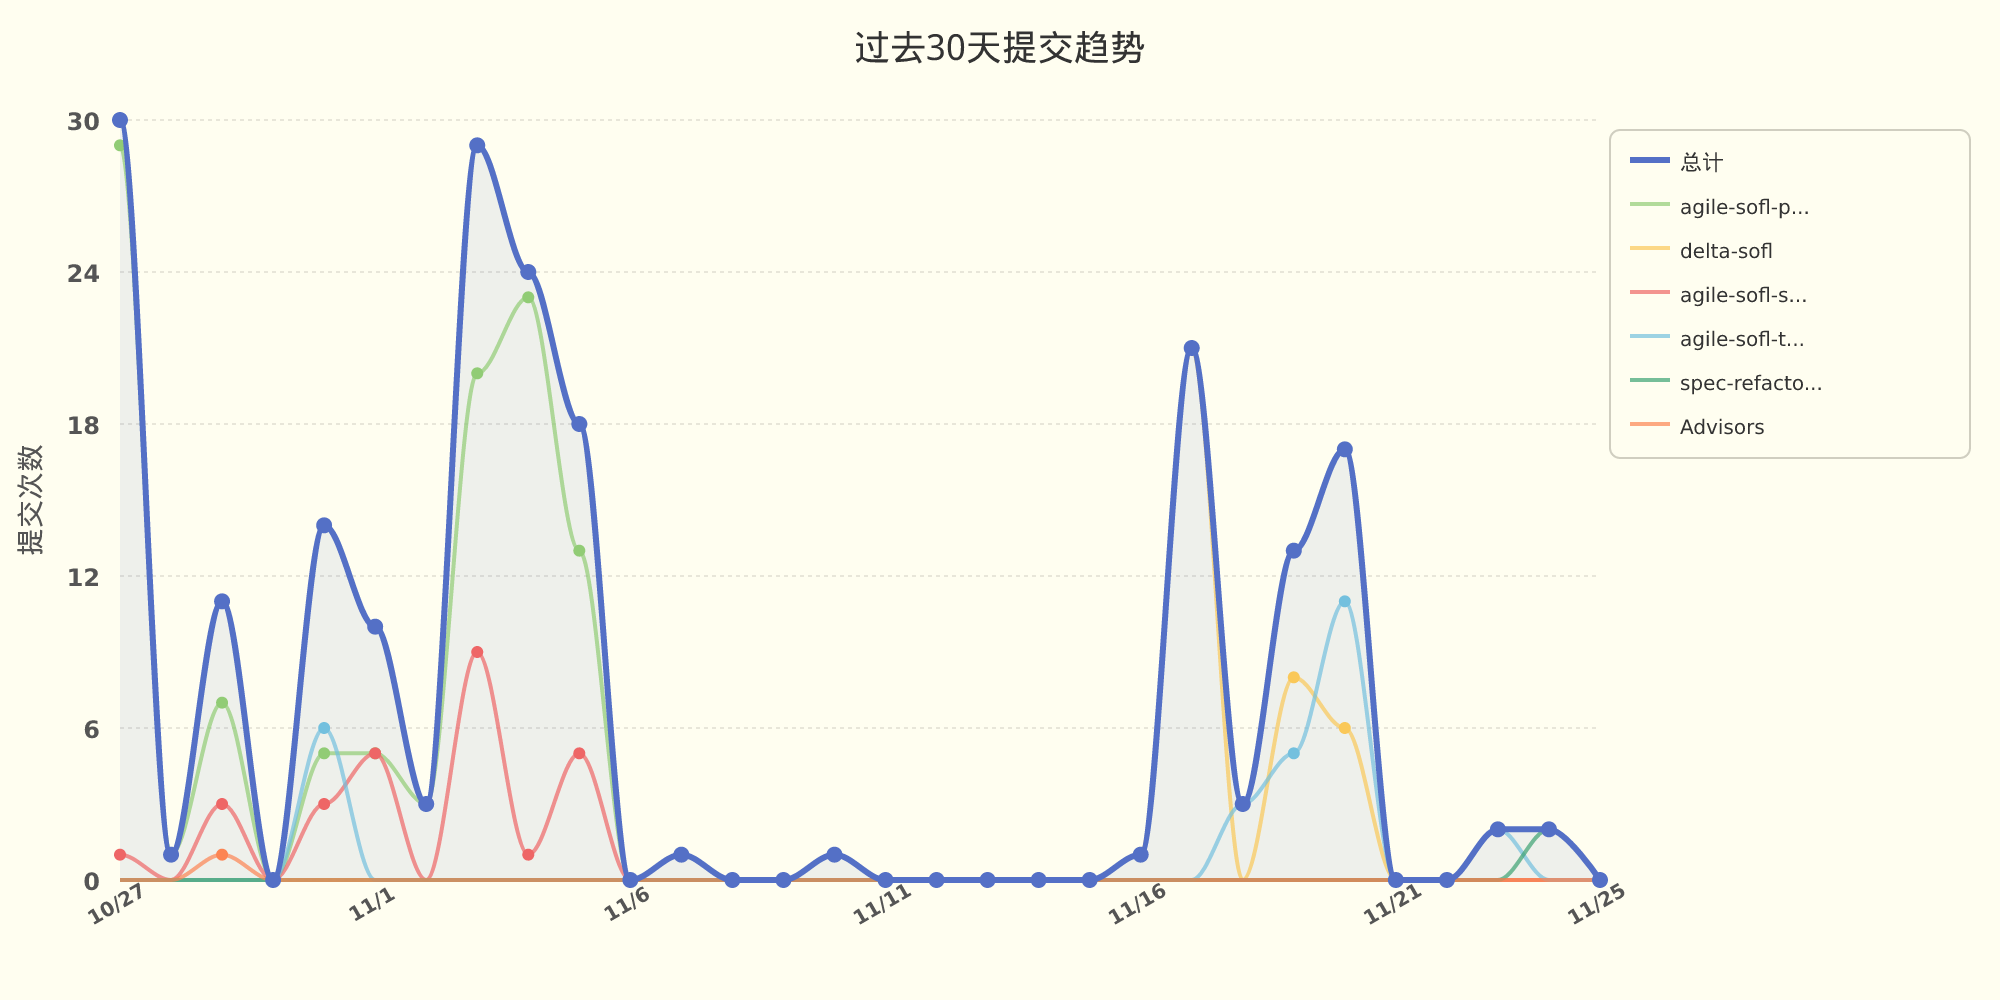 过去30天提交趋势
提交次数
30
24
18
12
6
0
10/27
11/1
11/6
11/11
11/16
11/21
11/25
总计
agile-sofl-p...
delta-sofl
agile-sofl-s...
agile-sofl-t...
spec-refacto...
Advisors